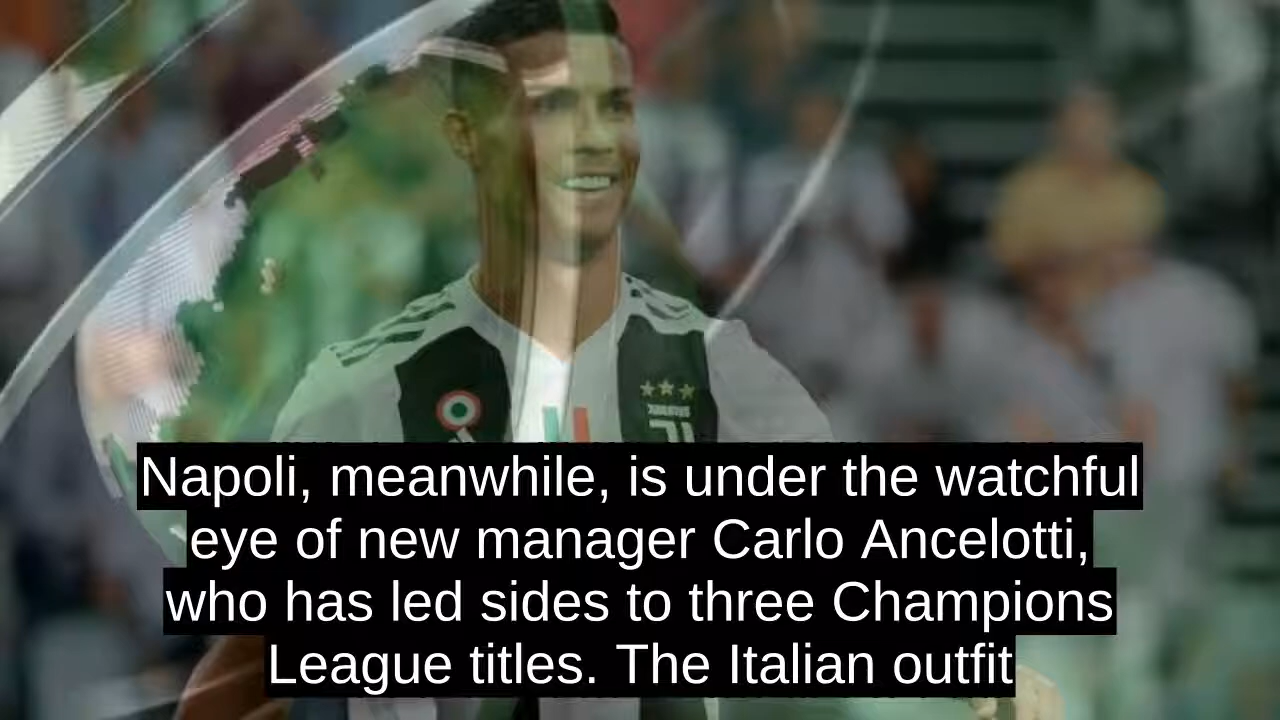 Napoli, meanwhile, is under the watchful
eye of new manager Carlo Ancelotti,
who has led sides to three Champions
League titles. The Italian outfit